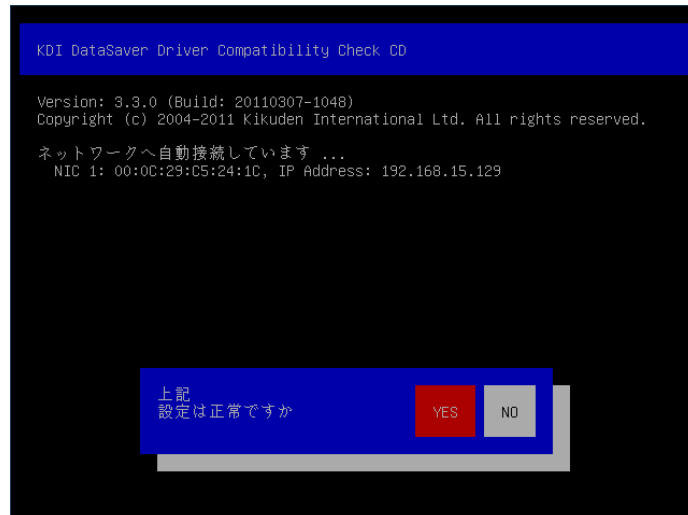 KDI DataSaver Driver Compatibility Check CD
Version: 3.3.0 (Build: 20110307-1048)
Copyright (c) 2004-2011 Kikuden International Ltd. All rights reserved.
ネットワークへ自動接続しています ...
NIC 1: 00:0C:29:C5:24:1C, IP Address: 192.168.15.129
上記
設定は正常ですか
YES NO